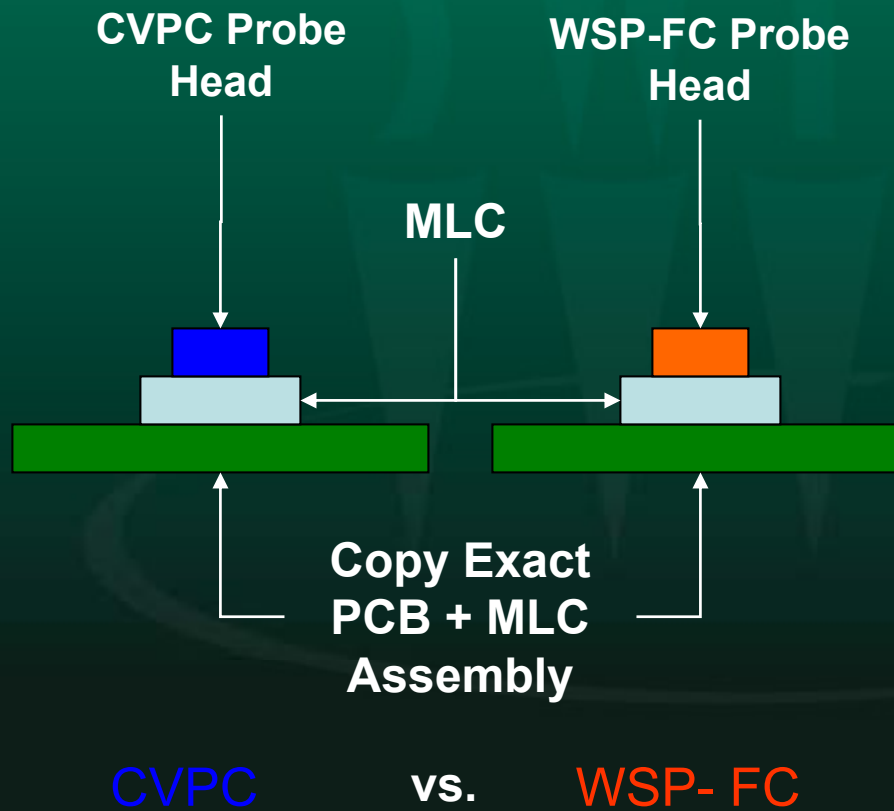 CVPC Probe
Head
WSP-FC Probe
Head
MLC
Copy Exact
PCB + MLC
Assembly
CVPC vs. WSP- FC